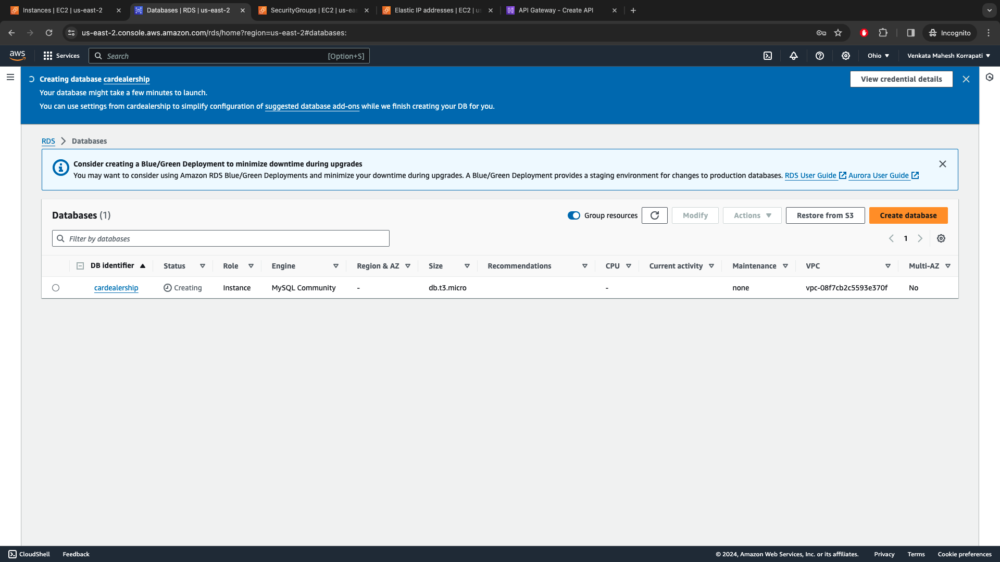 Instances | EC2 | us-east-2
Databases | RDS | us-east-2
SecurityGroups | EC2 | us-eas
Elastic IP addresses | EC2 | us
API Gateway - Create API
us-east-2.console.aws.amazon.com/rds/home?region=us-east-2#databases:
Incognito
aws
Services
Search
[Option+S]
Ohio
Venkata Mahesh Korrapati
Creating database cardealership
View credential details
Your database might take a few minutes to launch.
You can use settings from cardealership to simplify configuration of suggested database add-ons while we finish creating your DB for you.
RDS
Databases
Consider creating a Blue/Green Deployment to minimize downtime during upgrades
You may want to consider using Amazon RDS Blue/Green Deployments and minimize your downtime during upgrades. A Blue/Green Deployment provides a staging environment for changes to production databases. RDS User Guide Aurora User Guide
Databases (1)
Group resources
Modify
Actions
Restore from S3
Create database
Filter by databases
1
DB identifier
Status
Role
Engine
Region & AZ
Size
Recommendations
CPU
Current activity
Maintenance
VPC
Multi-AZ
cardealership
Creating
Instance
MySQL Community
-
db.t3.micro
-
none
vpc-08f7cb2c5593e370f
No
CloudShell
Feedback
© 2024, Amazon Web Services, Inc. or its affiliates.
Privacy
Terms
Cookie preferences